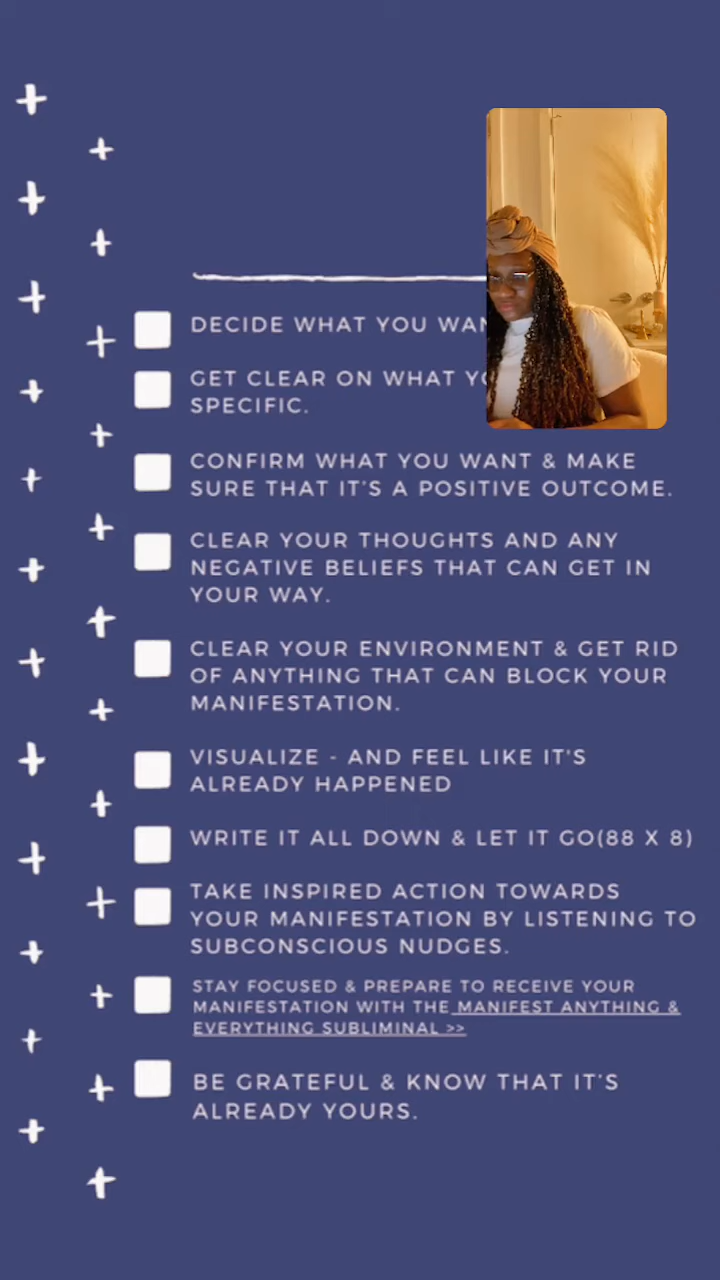 DECIDE WHAT YOU
GET CLEAR ON WHAT
SPECIFIC.
CONFIRM WHAT YOU WANT & MAKE
SURE THAT IT'S A POSITIVE OUTCOME.
CLEAR YOUR THOUGHTS AND ANY
NEGATIVE BELIEFS THAT CAN GET IN
YOUR WAY.
CLEAR YOUR ENVIRONMENT & GET RID
OF ANYTHING THAT CAN BLOCK YOUR
MANIFESTATION.
VISUALIZE - AND FEEL LIKE IT'S
ALREADY HAPPENED
WRITE IT ALL DOWN & LET IT GO(88 X 8)
TAKE INSPIRED ACTION TOWARDS
YOUR MANIFESTATION BY LISTENING TO
SUBCONSCIOUS NUDGES.
STAY FOCUSED & PREPARE TO RECEIVE YOUR
MANIFESTATION WITH THE MANIFEST ANYTHING &
EVERYTHING SUBLIMINAL >>
BE GRATEFUL & KNOW THAT IT'S
ALREADY YOURS.